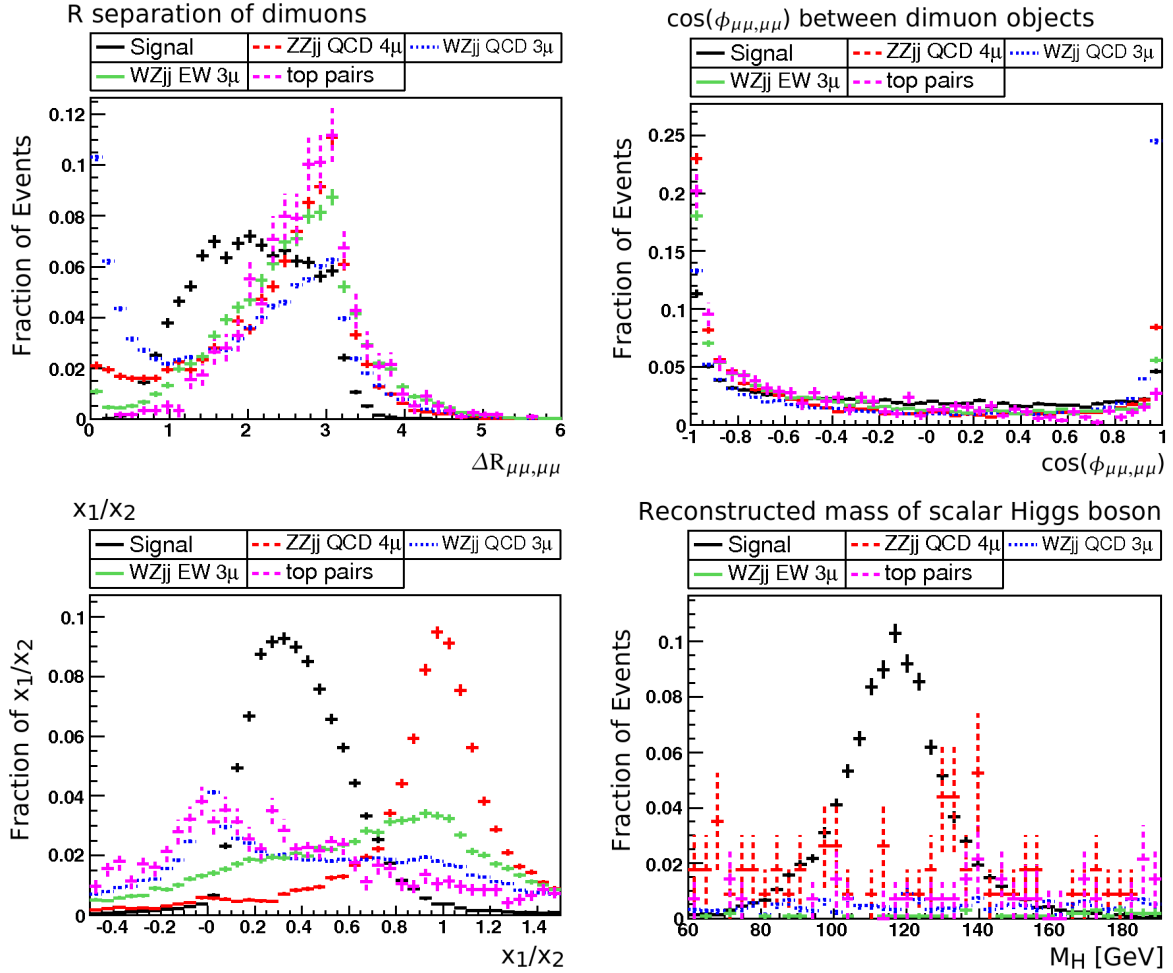 R separation of dimuons
Signal ZZjj QCD 4μ WZjj QCD 3μ
WZjj EW 3μ top pairs
Fraction of Events
0.12
0.1
0.08
0.06
0.04
0.02
0
0 1 2 3 4 5 6
ΔR_{μμ,μμ}
cos(ϕ_{μμ,μμ}) between dimuon objects
Signal ZZjj QCD 4μ WZjj QCD 3μ
WZjj EW 3μ top pairs
Fraction of Events
0.25
0.2
0.15
0.1
0.05
0
-1 -0.8 -0.6 -0.4 -0.2 -0 0.2 0.4 0.6 0.8 1
cos(ϕ_{μμ,μμ})
x₁/x₂
Signal ZZjj QCD 4μ WZjj QCD 3μ
WZjj EW 3μ top pairs
Fraction of x₁/x₂
0.1
0.08
0.06
0.04
0.02
0
-0.4 -0.2 -0 0.2 0.4 0.6 0.8 1 1.2 1.4
x₁/x₂
Reconstructed mass of scalar Higgs boson
Signal ZZjj QCD 4μ WZjj QCD 3μ
WZjj EW 3μ top pairs
Fraction of Events
0.1
0.08
0.06
0.04
0.02
0
60 80 100 120 140 160 180
M_H [GeV]